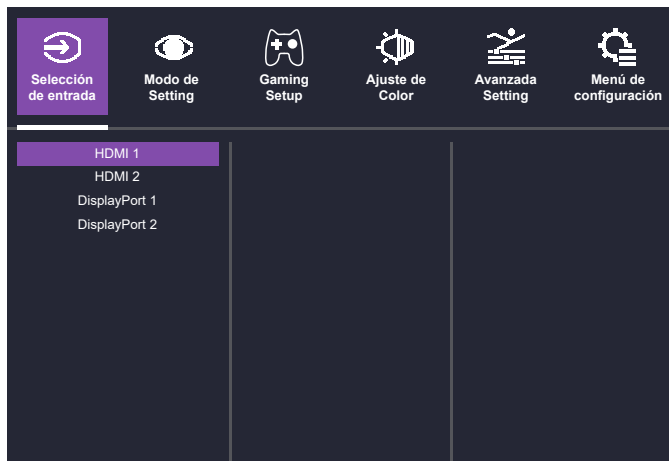 Selección
de entrada
Modo de
Setting
Gaming
Setup
Ajuste de
Color
Avanzada
Setting
Menú de
configuración
HDMI 1
HDMI 2
DisplayPort 1
DisplayPort 2